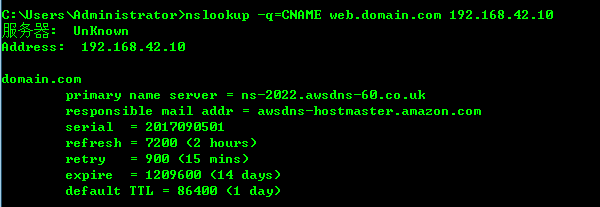 C:\Users\Administrator>nslookup -q=CNAME web.domain.com 192.168.42.10
服务器:  UnKnown
Address:  192.168.42.10

domain.com
        primary name server = ns-2022.awsdns-60.co.uk
        responsible mail addr = awsdns-hostmaster.amazon.com
        serial  = 2017090501
        refresh = 7200 (2 hours)
        retry   = 900 (15 mins)
        expire  = 1209600 (14 days)
        default TTL = 86400 (1 day)